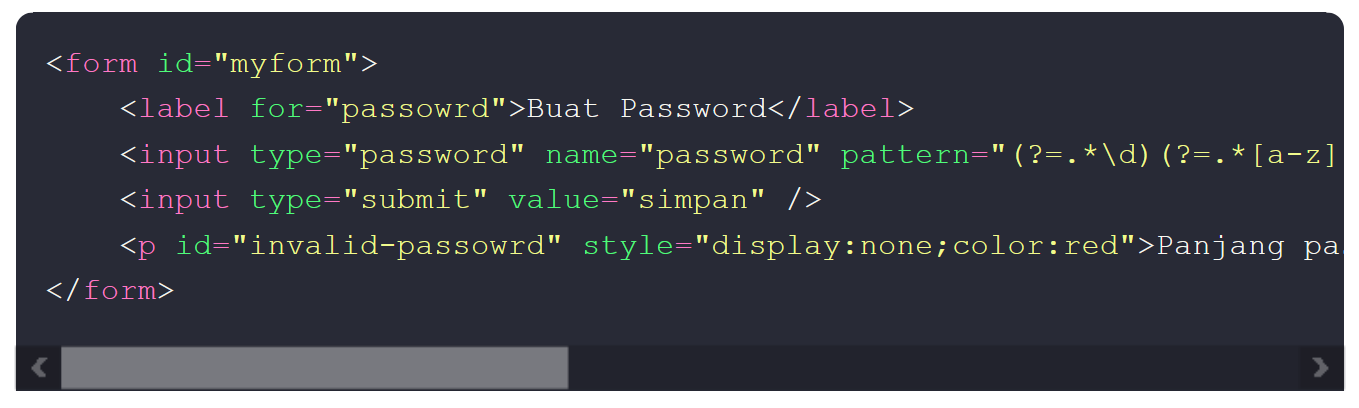 <form id="myform">
    <label for="passowrd">Buat Password</label>
    <input type="password" name="password" pattern="(?=.*\d)(?=.*[a-z]
    <input type="submit" value="simpan" />
    <p id="invalid-passowrd" style="display:none;color:red">Panjang pa
</form>